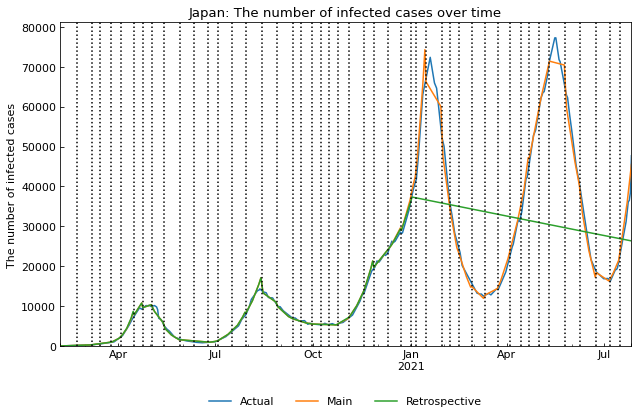 Japan: The number of infected cases over time
The number of infected cases
80000
70000
60000
50000
40000
30000
20000
10000
0
Apr
Jul
Oct
Jan
2021
Apr
Jul
Actual
Main
Retrospective